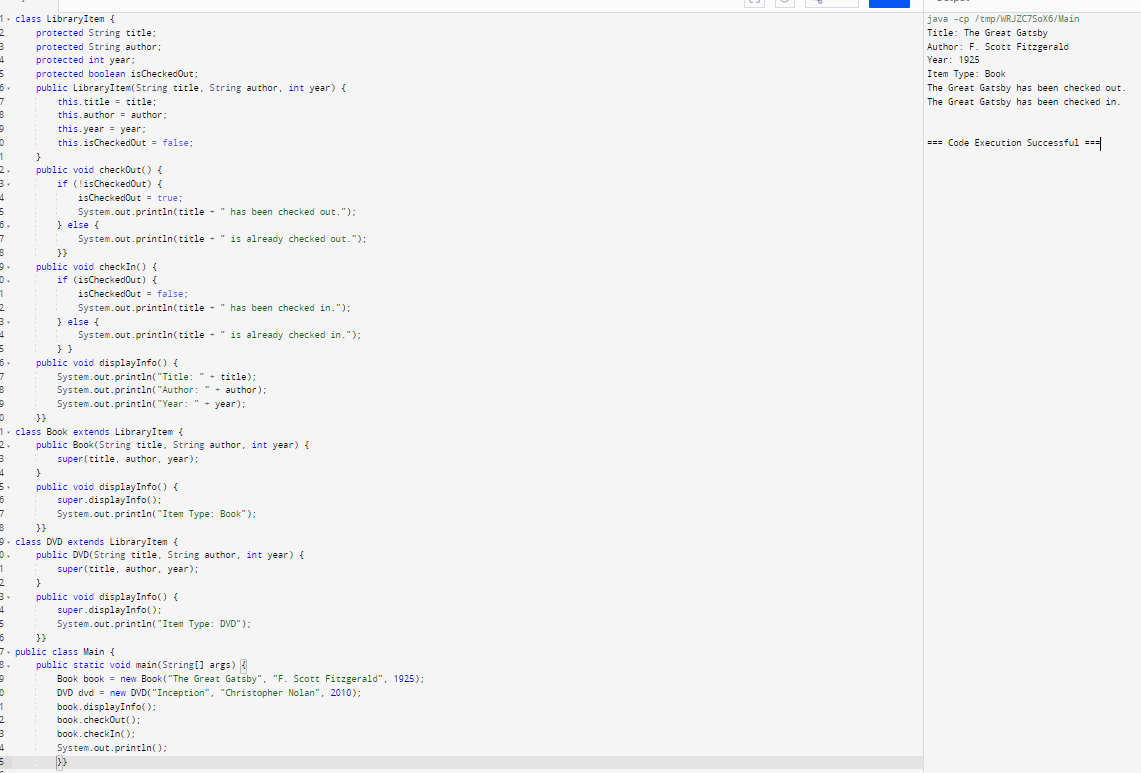 class LibraryItem {
protected String title;
protected String author;
protected int year;
protected boolean isCheckedOut;
public LibraryItem(String title, String author, int year) {
this.title = title;
this.author = author;
this.year = year;
this.isCheckedOut = false;
}
public void checkOut() {
if (!isCheckedOut) {
isCheckedOut = true;
System.out.println(title + " has been checked out.");
} else {
System.out.println(title + " is already checked out.");
}}
public void checkIn() {
if (isCheckedOut) {
isCheckedOut = false;
System.out.println(title + " has been checked in.");
} else {
System.out.println(title + " is already checked in.");
} }
public void displayInfo() {
System.out.println("Title: " + title);
System.out.println("Author: " + author);
System.out.println("Year: " + year);
}}
class Book extends LibraryItem {
public Book(String title, String author, int year) {
super(title, author, year);
}
public void displayInfo() {
super.displayInfo();
System.out.println("Item Type: Book");
}}
class DVD extends LibraryItem {
public DVD(String title, String author, int year) {
super(title, author, year);
}
public void displayInfo() {
super.displayInfo();
System.out.println("Item Type: DVD");
}}
public class Main {
public static void main(String[] args) {
Book book = new Book("The Great Gatsby", "F. Scott Fitzgerald", 1925);
DVD dvd = new DVD("Inception", "Christopher Nolan", 2010);
book.displayInfo();
book.checkOut();
book.checkIn();
System.out.println();
}}
java -cp /tmp/WRJZC7SoX6/Main
Title: The Great Gatsby
Author: F. Scott Fitzgerald
Year: 1925
Item Type: Book
The Great Gatsby has been checked out.
The Great Gatsby has been checked in.
=== Code Execution Successful ===